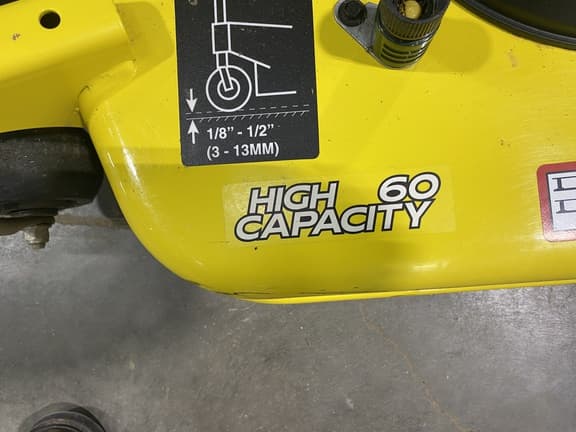 1/8" - 1/2"
(3 - 13MM)
HIGH 60
CAPACITY